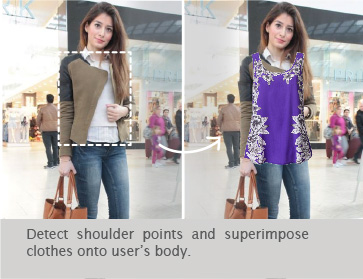 Detect shoulder points and superimpose
clothes onto user's body.